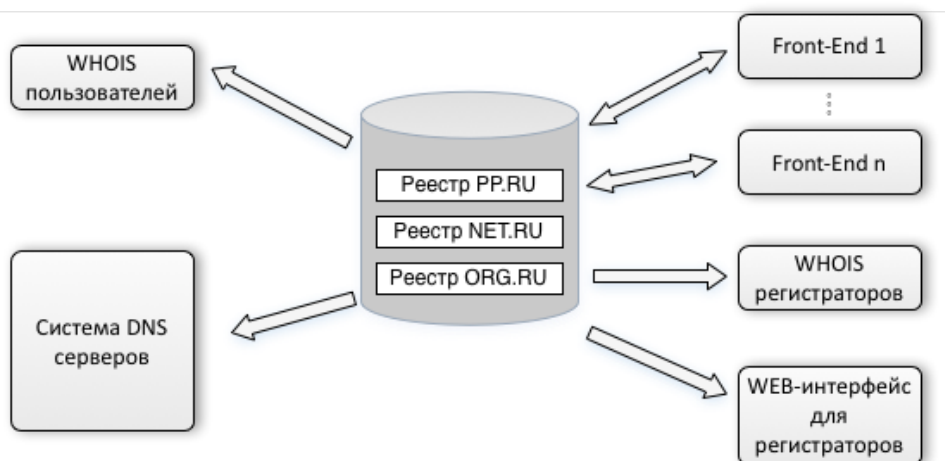 WHOIS
пользователей
Система DNS
серверов
Реестр PP.RU
Реестр NET.RU
Реестр ORG.RU
Front-End 1
Front-End n
WHOIS
регистраторов
WEB-интерфейс
для
регистраторов